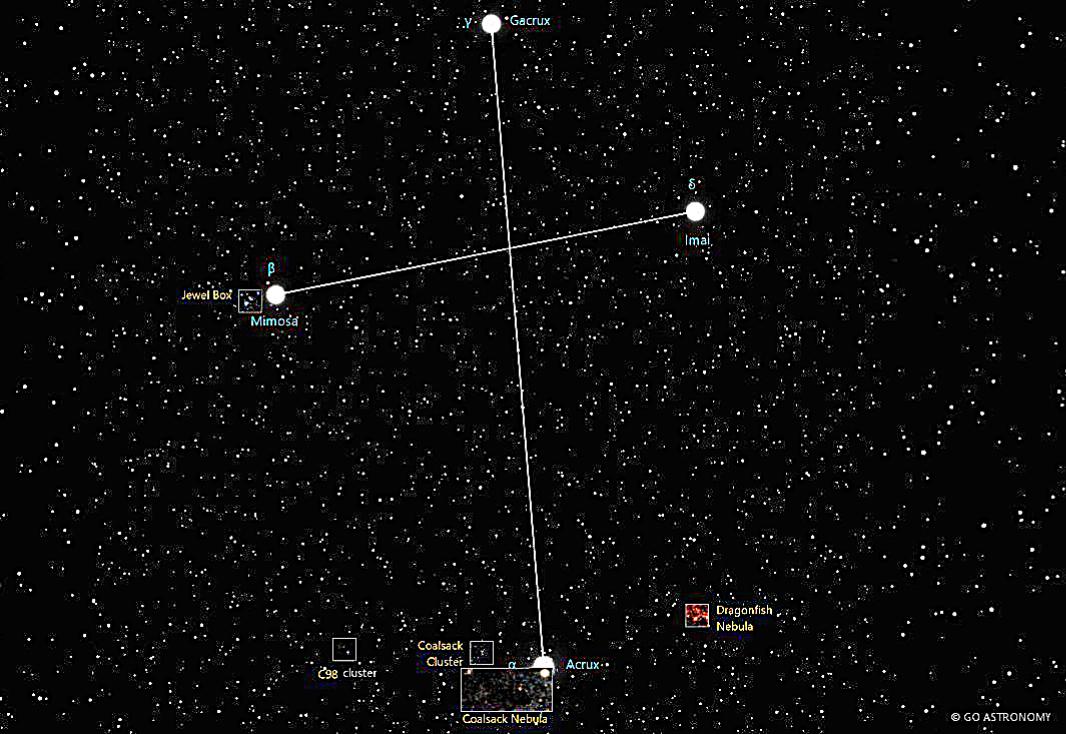 γ
Gacrux
δ
Imai
β
Jewel Box
Mimosa
Dragonfish
Nebula
Coalsack
Cluster
α
Acrux
C98 cluster
Coalsack Nebula
© GO ASTRONOMY